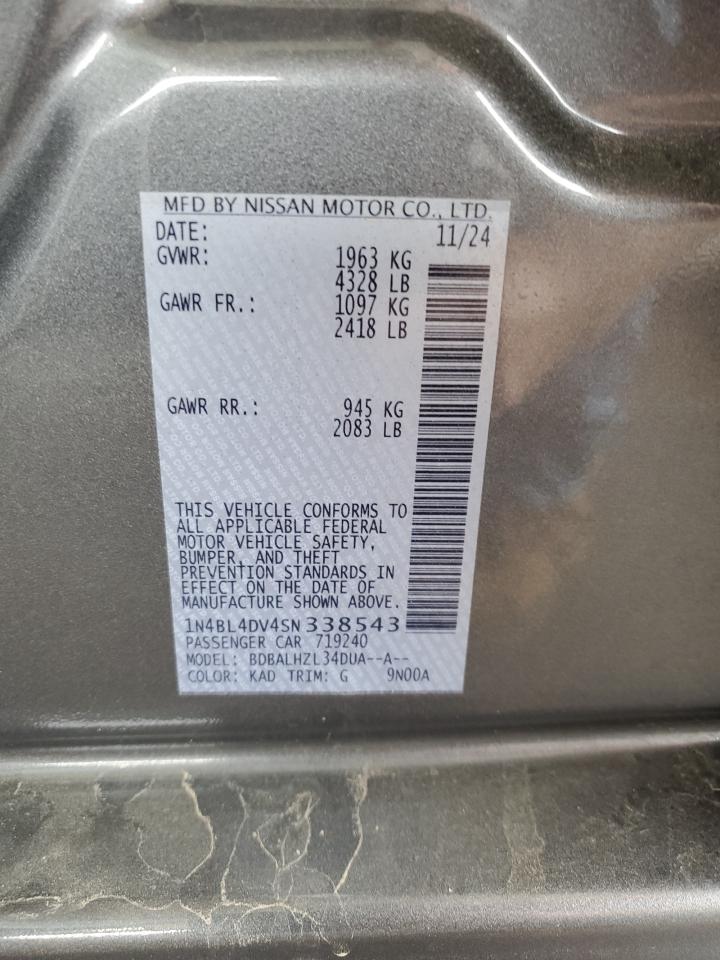 MFD BY NISSAN MOTOR CO., LTD.
DATE: 11/24
GVWR: 1963 KG
4328 LB
GAWR FR.: 1097 KG
2418 LB
GAWR RR.: 945 KG
2083 LB
THIS VEHICLE CONFORMS TO
ALL APPLICABLE FEDERAL
MOTOR VEHICLE SAFETY,
BUMPER, AND THEFT
PREVENTION STANDARDS IN
EFFECT ON THE DATE OF
MANUFACTURE SHOWN ABOVE.
1N4BL4DV4SN338543
PASSENGER CAR 719240
MODEL: BDBALHZL34DUA--A--
COLOR: KAD TRIM: G 9N00A